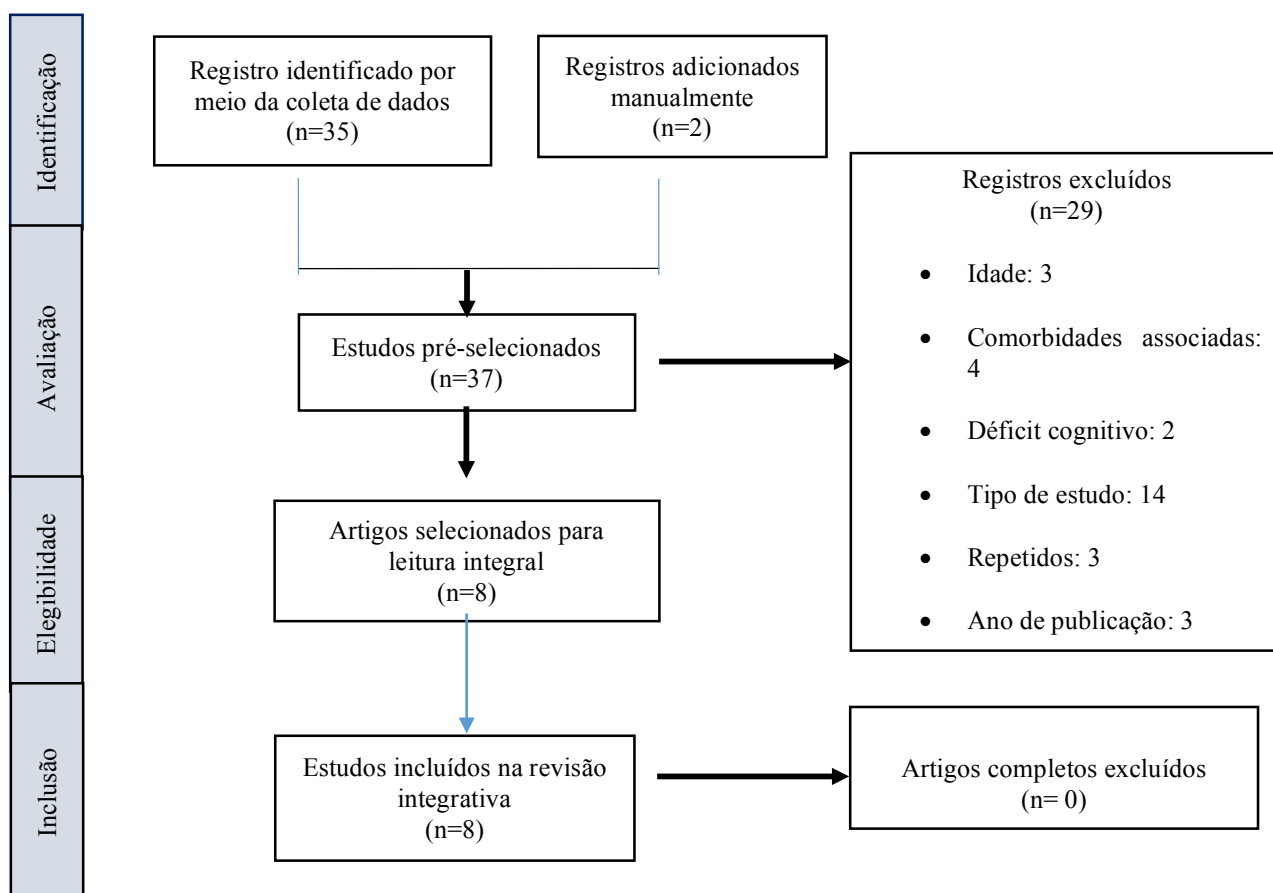 Identificação
Registro identificado por
meio da coleta de dados
(n=35)
Registros adicionados
manualmente
(n=2)
Registros excluídos
(n=29)
• Idade: 3
• Comorbidades associadas:
4
• Déficit cognitivo: 2
• Tipo de estudo: 14
• Repetidos: 3
• Ano de publicação: 3
Avaliação
Estudos pré-selecionados
(n=37)
Elegibilidade
Artigos selecionados para
leitura integral
(n=8)
Inclusão
Estudos incluídos na revisão
integrativa
(n=8)
Artigos completos excluídos
(n= 0)